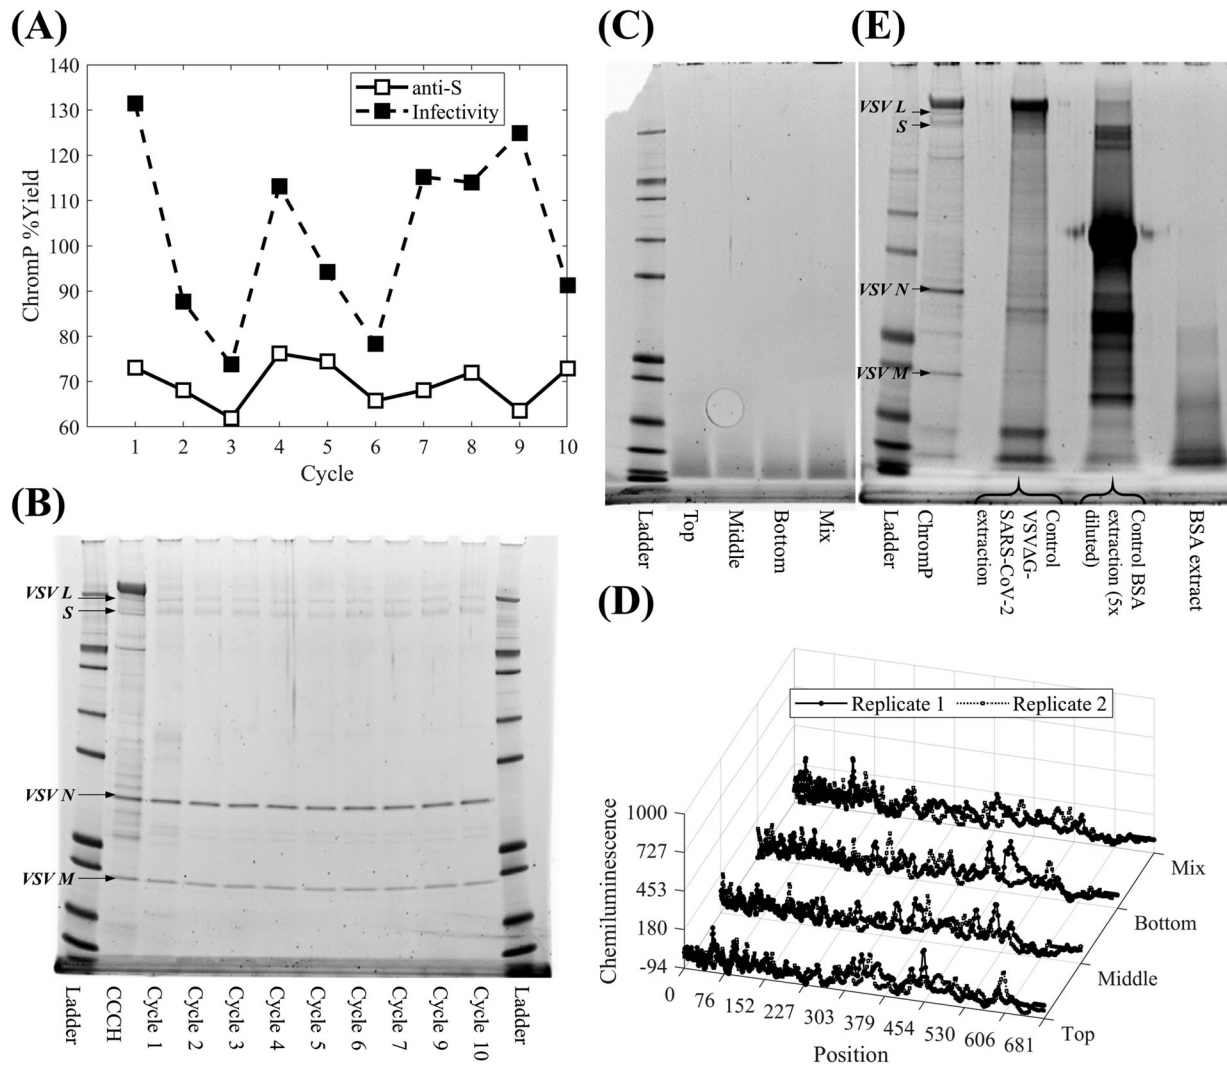 (A)
140
130
120
110
100
90
80
70
60
ChromP %Yield
anti-S
Infectivity
1
2
3
4
5
6
7
8
9
10
Cycle
(B)
VSV L
S
VSV N
VSV M
Ladder
CCCH
Cycle 1
Cycle 2
Cycle 3
Cycle 4
Cycle 5
Cycle 6
Cycle 7
Cycle 9
Cycle 10
Ladder
(C)
Ladder
Top
Middle
Bottom
Mix
(E)
VSV L
S
VSV N
VSV M
Ladder
ChromP
Control
VSVΔG-
SARS-CoV-2
extraction
Control BSA
extraction (5x
diluted)
BSA extract
(D)
Replicate 1
Replicate 2
1000
727
453
180
-94
Chemiluminescence
0
76
152
227
303
379
454
530
606
681
Position
Mix
Bottom
Middle
Top